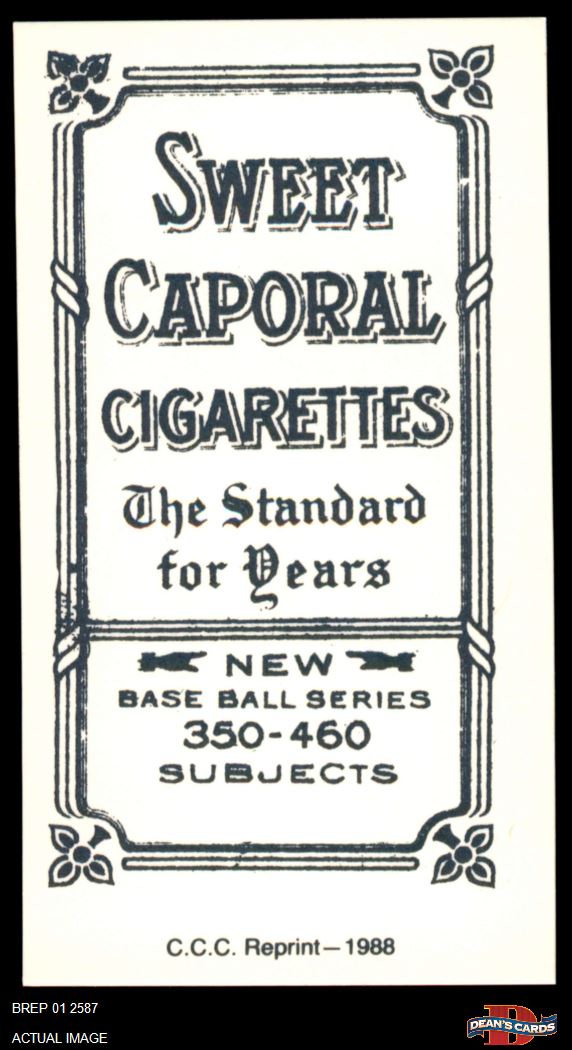 SWEET
CAPORAL
CIGARETTES
The Standard
for Years
NEW
BASE BALL SERIES
350-460
SUBJECTS
C.C.C. Reprint—1988
BREP 01 2587
ACTUAL IMAGE
DEAN'S CARDS